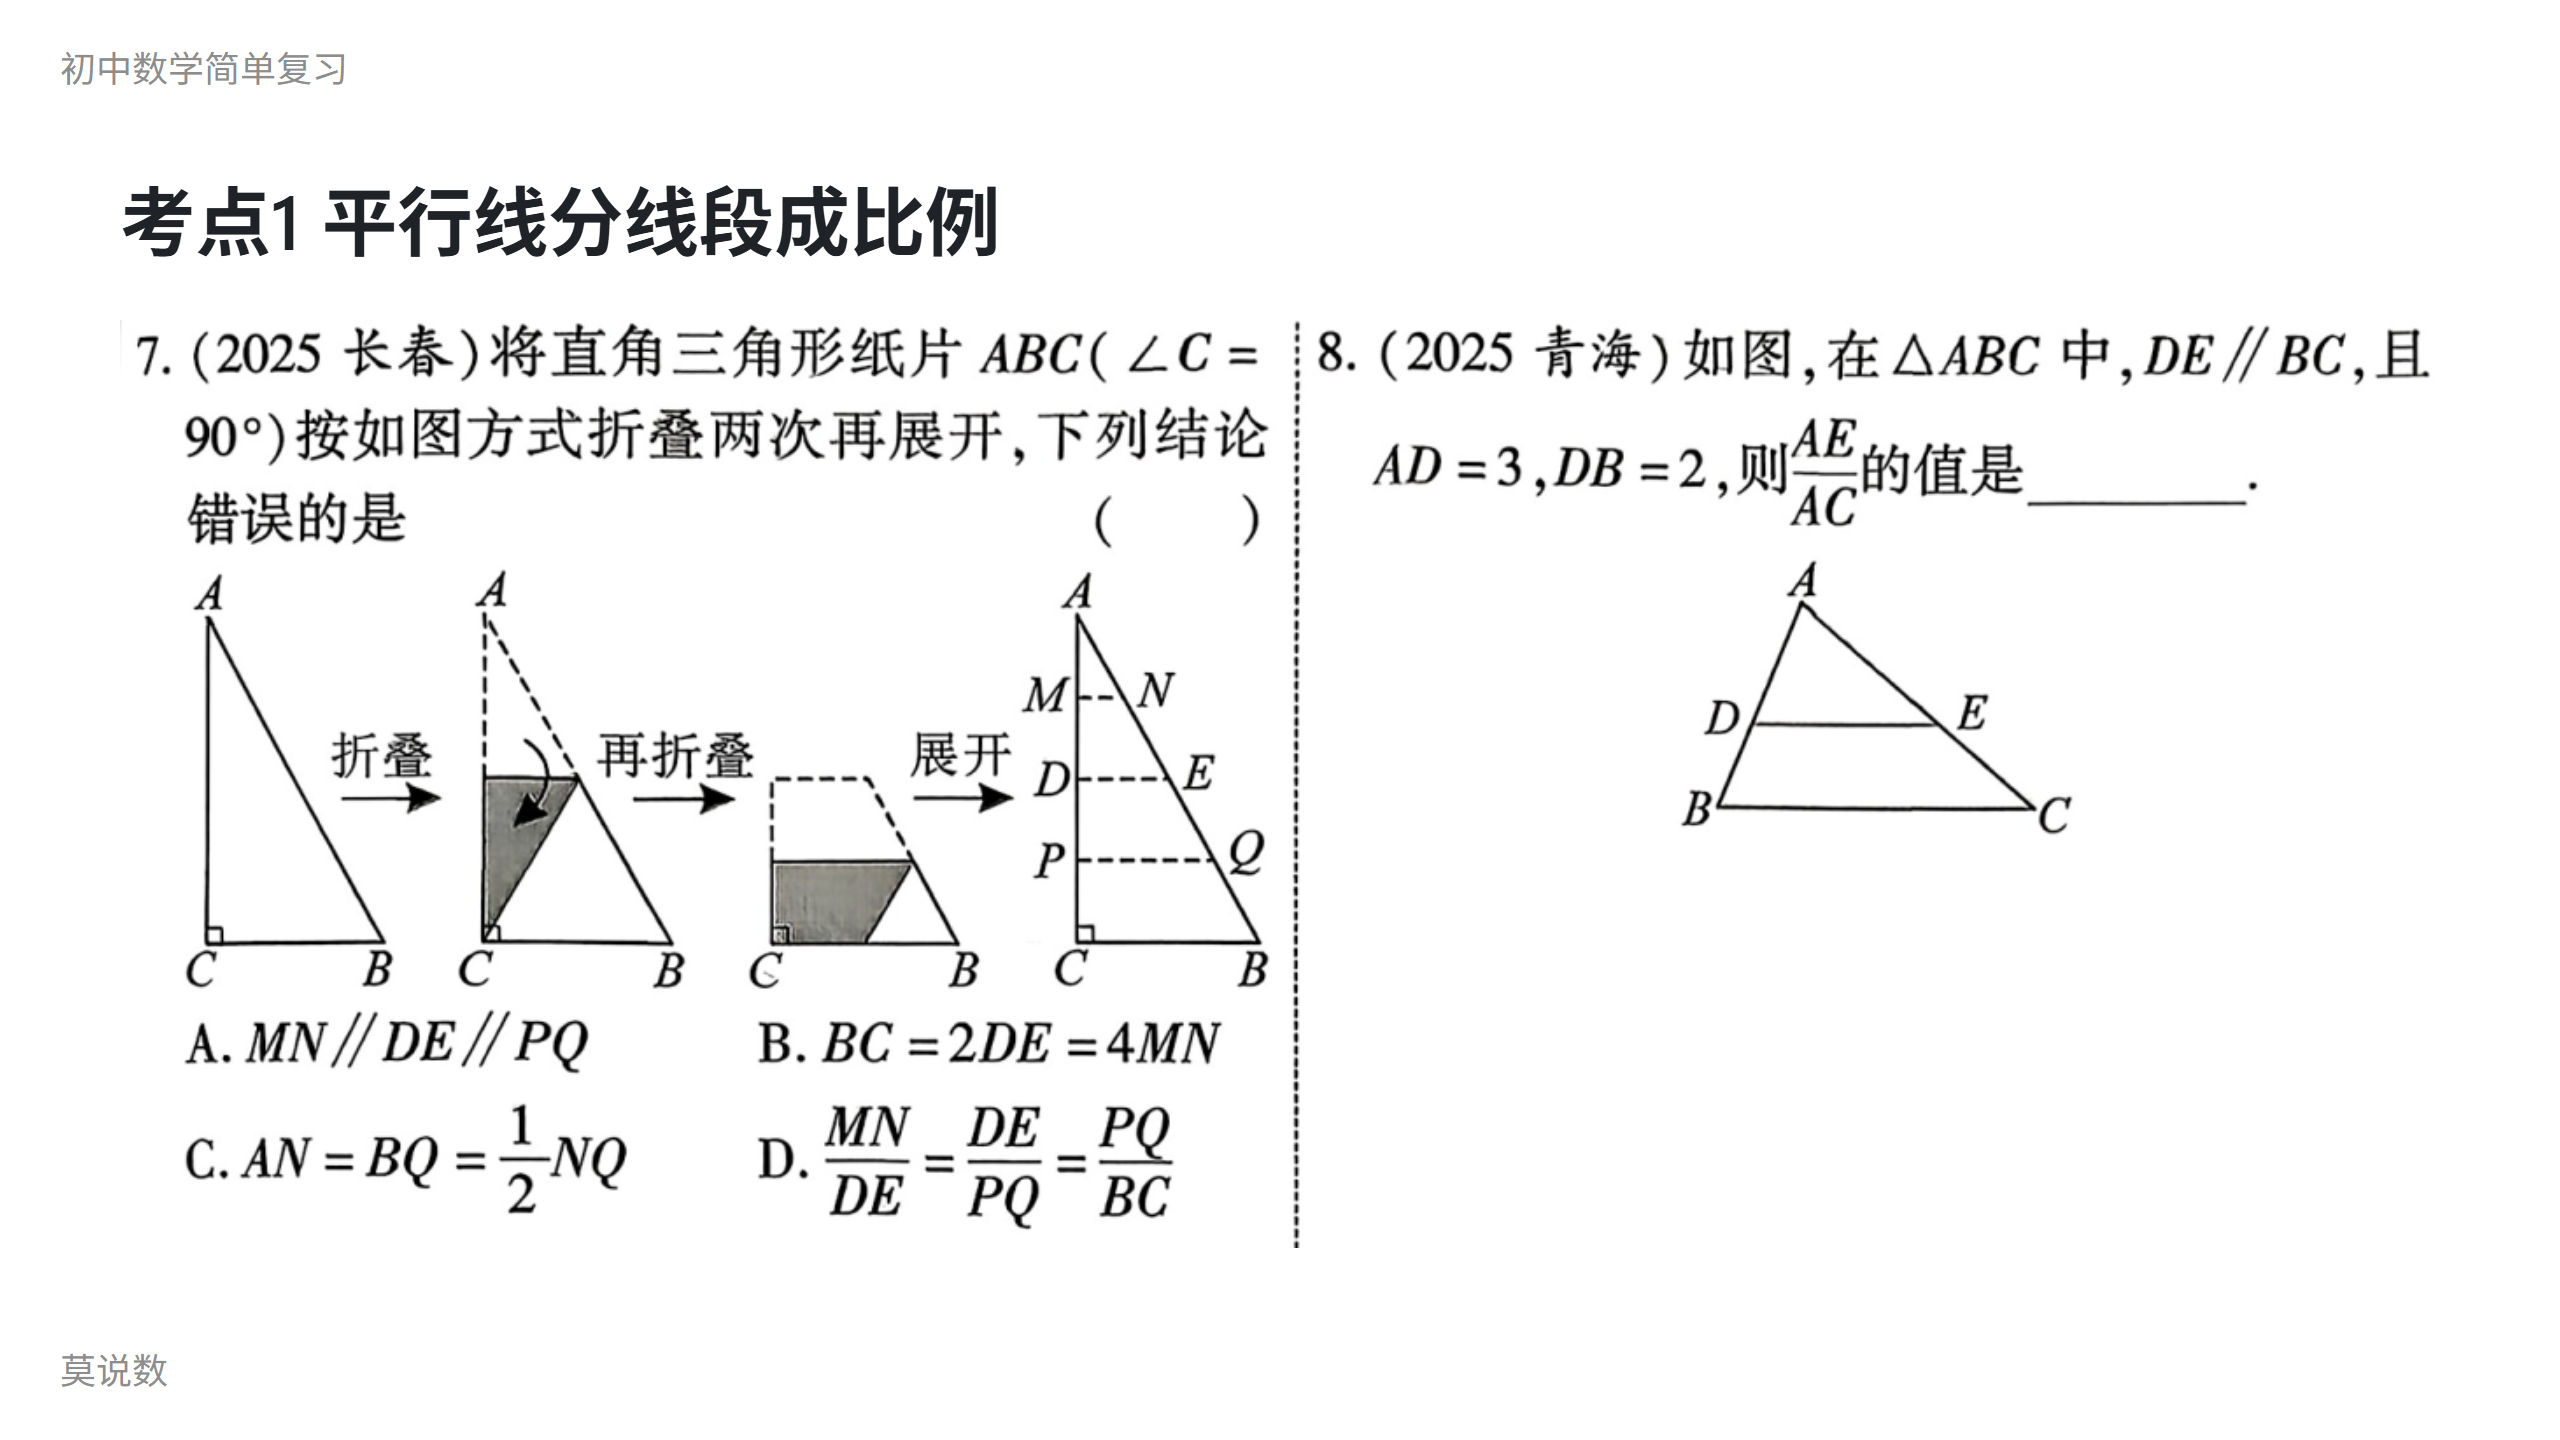 初中数学简单复习
考点1 平行线分线段成比例
7. (2025 长春)将直角三角形纸片 ABC( ∠C =
90°)按如图方式折叠两次再展开,下列结论
错误的是 ( )
A
C
B
折叠
A
C
B
再折叠
C
B
展开
A
M
N
D
E
P
Q
C
B
A. MN∥DE∥PQ
B. BC = 2DE = 4MN
C. AN = BQ = 1/2 NQ
D. MN/DE = DE/PQ = PQ/BC
8. (2025 青海)如图,在△ABC 中,DE∥BC,且
AD = 3,DB = 2,则AE/AC的值是________.
A
D
E
B
C
莫说数